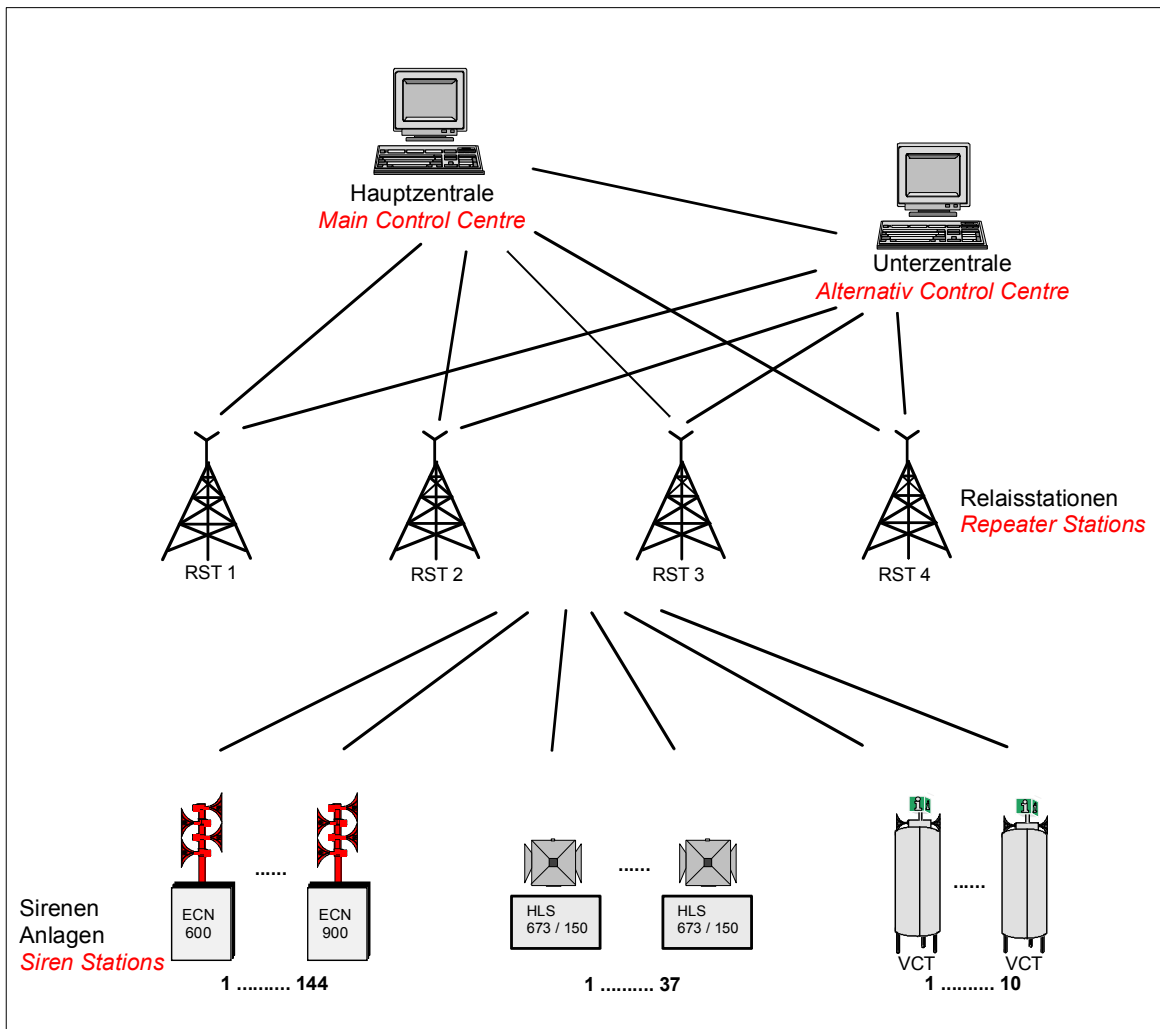 Hauptzentrale
Main Control Centre
Unterzentrale
Alternativ Control Centre
Relaisstationen
Repeater Stations
RST 1
RST 2
RST 3
RST 4
Sirenen
Anlagen
Siren Stations
ECN
600
......
ECN
900
1 .......... 144
HLS
673 / 150
......
HLS
673 / 150
1 .......... 37
i
VCT
......
i
VCT
1 .......... 10